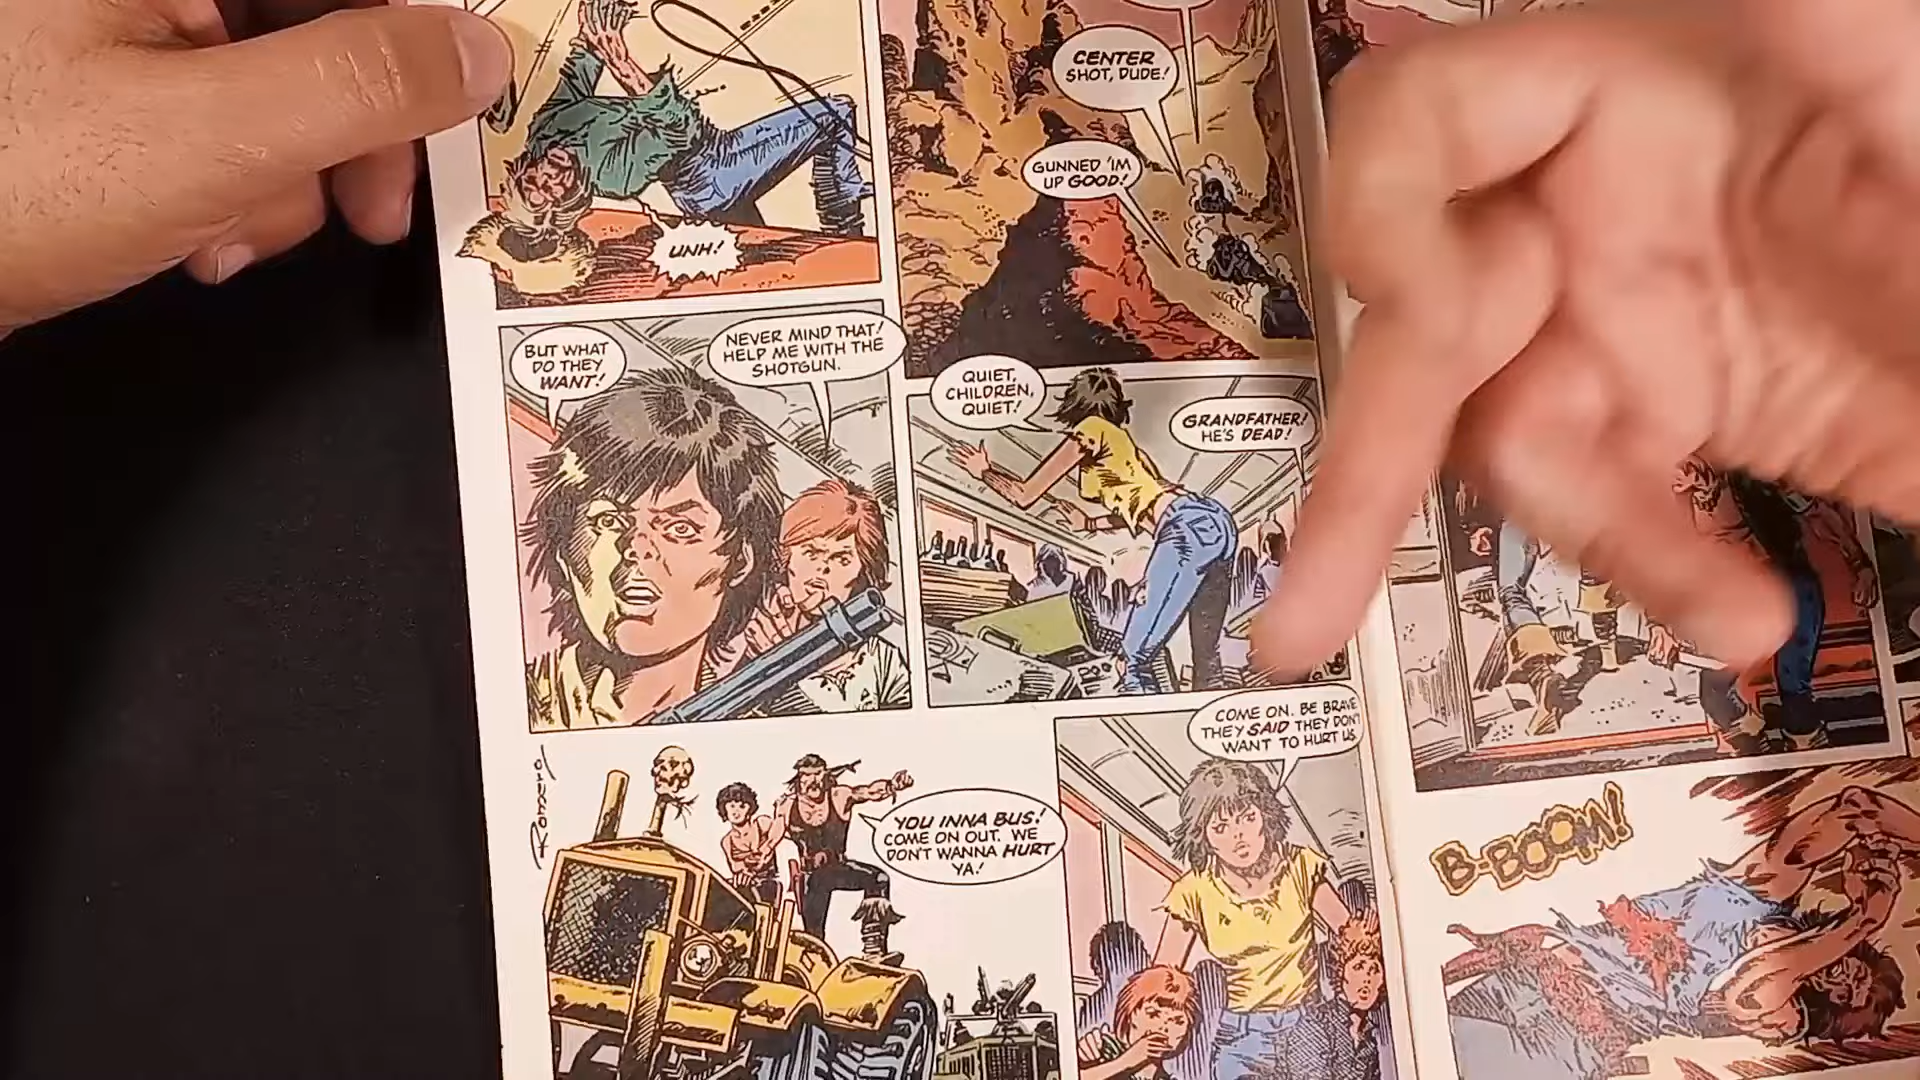 UNH!
CENTER
SHOT, DUDE!
GUNNED 'IM
UP GOOD!
BUT WHAT
DO THEY
WANT!
NEVER MIND THAT!
HELP ME WITH THE
SHOTGUN.
QUIET,
CHILDREN,
QUIET!
GRANDFATHER!
HE'S DEAD!
ROMERO
YOU INNA BUS!
COME ON OUT. WE
DON'T WANNA HURT
YA!
COME ON. BE BRAVE
THEY SAID THEY DON'T
WANT TO HURT US
B-BOOM!